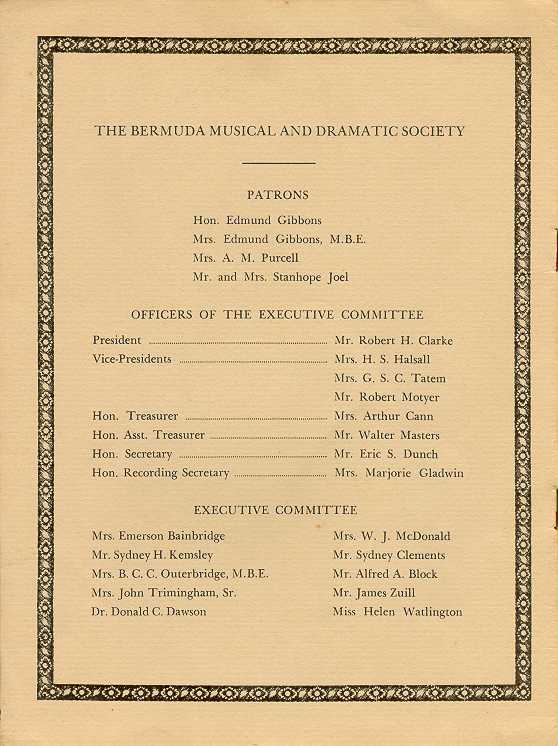 THE BERMUDA MUSICAL AND DRAMATIC SOCIETY
PATRONS
Hon. Edmund Gibbons
Mrs. Edmund Gibbons, M.B.E.
Mrs. A. M. Purcell
Mr. and Mrs. Stanhope Joel
OFFICERS OF THE EXECUTIVE COMMITTEE
President ........ Mr. Robert H. Clarke
Vice-Presidents ........ Mrs. H. S. Halsall
Mrs. G. S. C. Tatem
Mr. Robert Motyer
Hon. Treasurer ........ Mrs. Arthur Cann
Hon. Asst. Treasurer ........ Mr. Walter Masters
Hon. Secretary ........ Mr. Eric S. Dunch
Hon. Recording Secretary ........ Mrs. Marjorie Gladwin
EXECUTIVE COMMITTEE
Mrs. Emerson Bainbridge
Mr. Sydney H. Kemsley
Mrs. B. C. C. Outerbridge, M.B.E.
Mrs. John Trimingham, Sr.
Dr. Donald C. Dawson
Mrs. W. J. McDonald
Mr. Sydney Clements
Mr. Alfred A. Block
Mr. James Zuill
Miss Helen Watlington